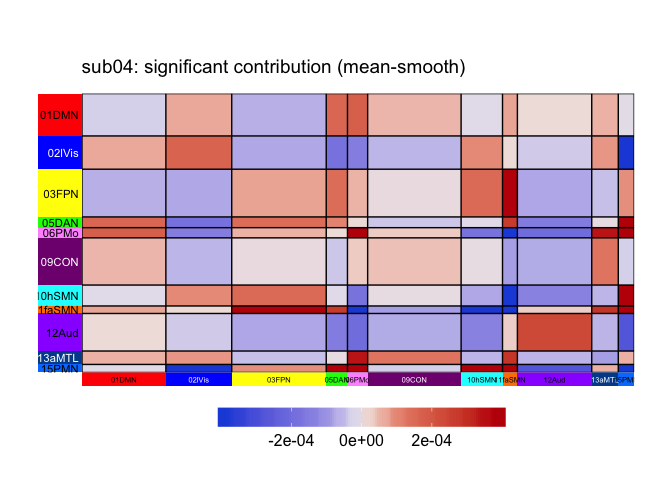 sub04: significant contribution (mean-smooth)
01DMN
02lVis
03FPN
05DAN
06PMo
09CON
10hSMN
11faSMN
12Aud
13aMTL
15PMN
01DMN 02lVis 03FPN 05DAN 06PMo 09CON 10hSMN 11faSMN 12Aud 13aMTL 15PMN
-2e-04 0e+00 2e-04